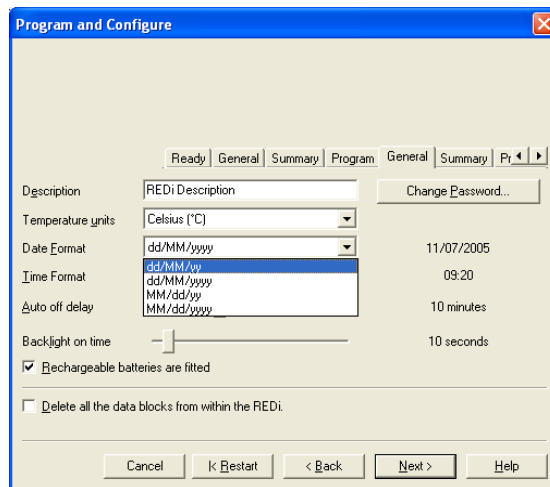 Program and Configure
Ready General Summary Program General Summary Pr
Description REDi Description Change Password...
Temperature units Celsius (°C)
Date Format dd/MM/yyyy 11/07/2005
dd/MM/yy
Time Format dd/MM/yyyy 09:20
MM/dd/yy
Auto off delay MM/dd/yyyy 10 minutes
Backlight on time 10 seconds
Rechargeable batteries are fitted
Delete all the data blocks from within the REDi.
Cancel |< Restart < Back Next > Help